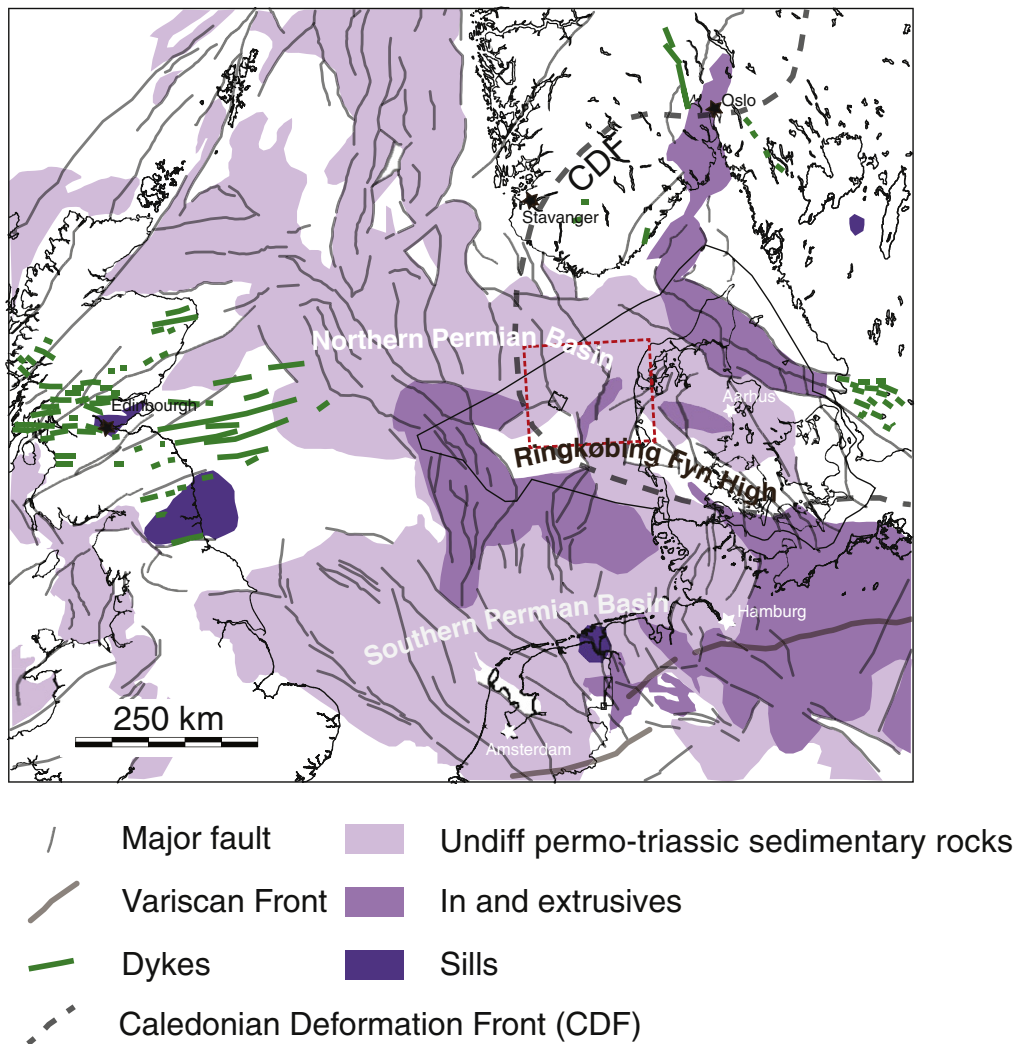 Oslo
CDF
Stavanger
Northern Permian Basin
Edinbourgh
Aarhus
Ringkøbing Fyn High
Southern Permian Basin
Hamburg
250 km
Amsterdam
Major fault
Undiff permo-triassic sedimentary rocks
Variscan Front
In and extrusives
Dykes
Sills
Caledonian Deformation Front (CDF)